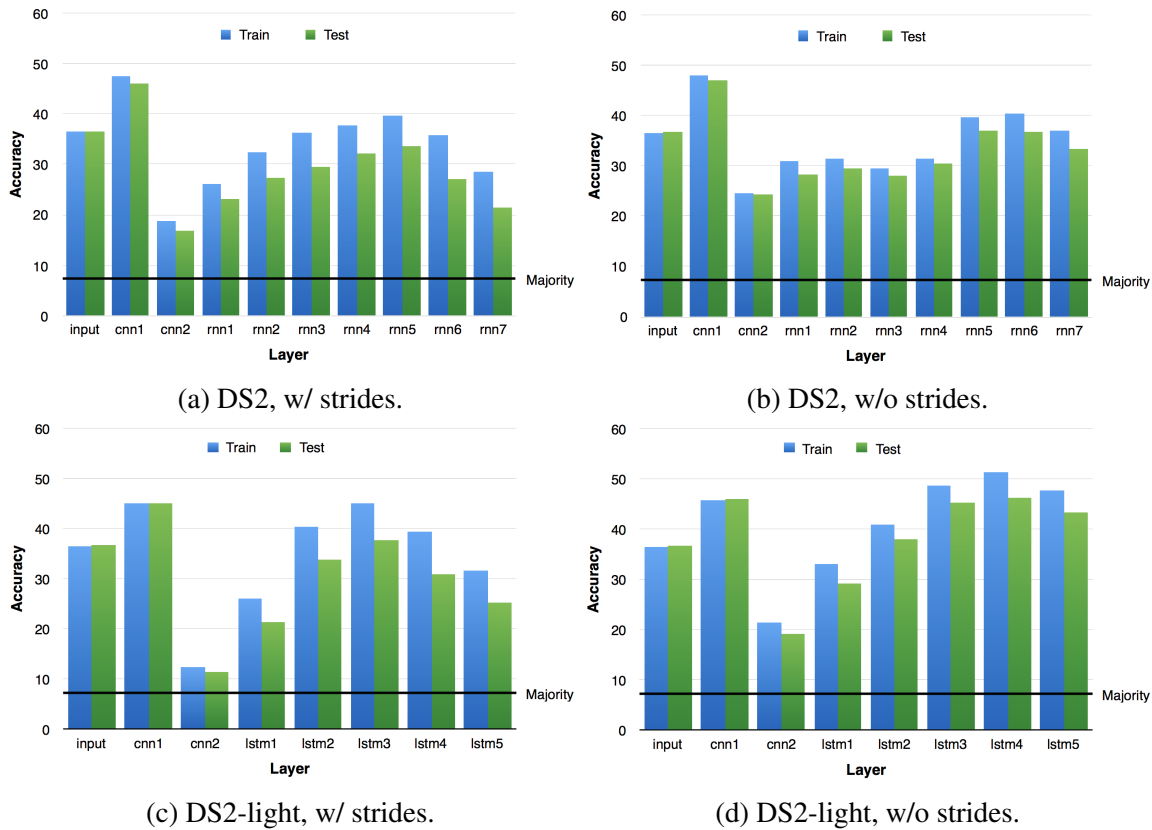 60
Train Test
50
40
30
20
10
0
Accuracy
Majority
input cnn1 cnn2 rnn1 rnn2 rnn3 rnn4 rnn5 rnn6 rnn7
Layer
(a) DS2, w/ strides.
60
Train Test
50
40
30
20
10
0
Accuracy
Majority
input cnn1 cnn2 rnn1 rnn2 rnn3 rnn4 rnn5 rnn6 rnn7
Layer
(b) DS2, w/o strides.
60
Train Test
50
40
30
20
10
0
Accuracy
Majority
input cnn1 cnn2 lstm1 lstm2 lstm3 lstm4 lstm5
Layer
(c) DS2-light, w/ strides.
60
Train Test
50
40
30
20
10
0
Accuracy
Majority
input cnn1 cnn2 lstm1 lstm2 lstm3 lstm4 lstm5
Layer
(d) DS2-light, w/o strides.